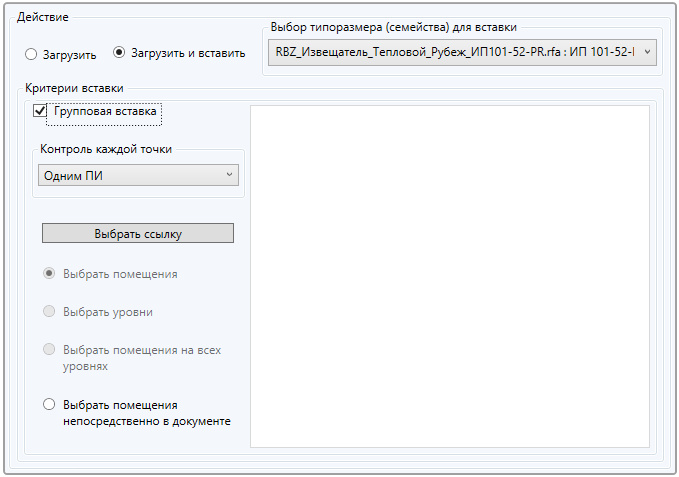 Действие
Загрузить
Загрузить и вставить
Выбор типоразмера (семейства) для вставки
RBZ_Извещатель_Тепловой_Рубеж_ИП101-52-PR.rfa : ИП 101-52-
Критерии вставки
Групповая вставка
Контроль каждой точки
Одним ПИ
Выбрать ссылку
Выбрать помещения
Выбрать уровни
Выбрать помещения на всех
уровнях
Выбрать помещения
непосредственно в документе